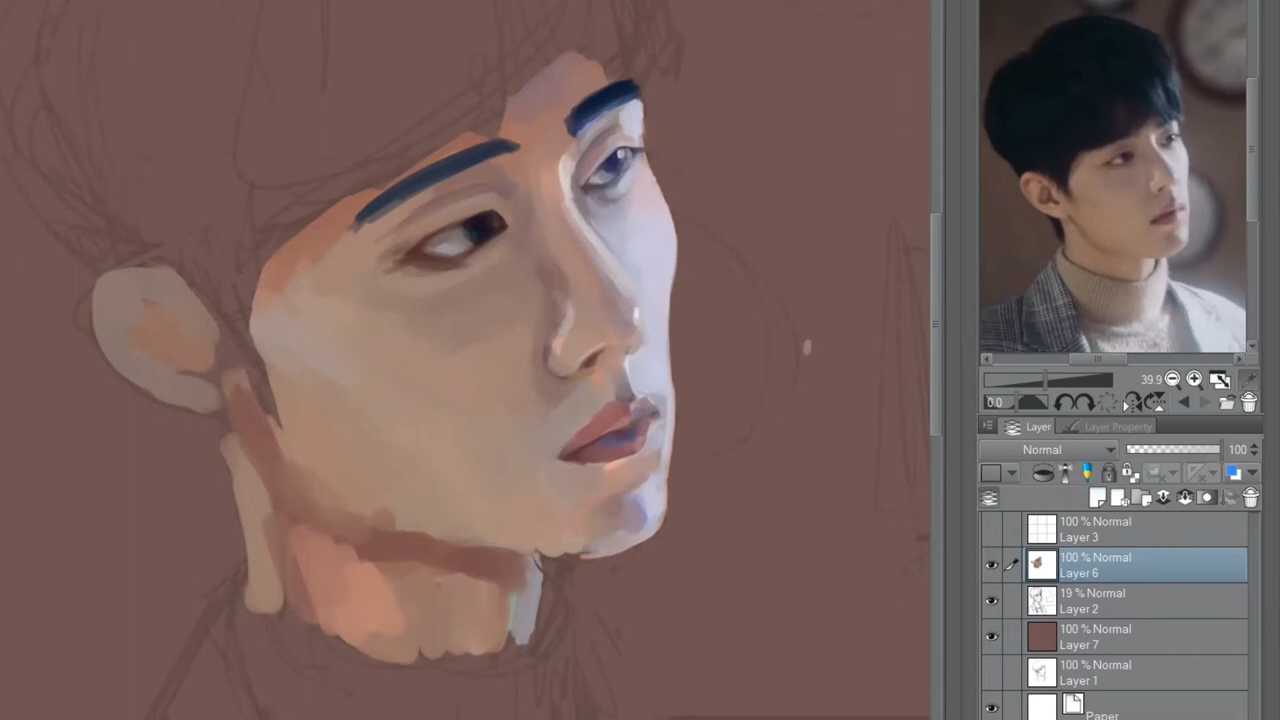 39.9
0.0
Layer
Layer Property
Normal
100
100 % Normal
Layer 3
100 % Normal
Layer 6
19 % Normal
Layer 2
100 % Normal
Layer 7
100 % Normal
Layer 1
Paper